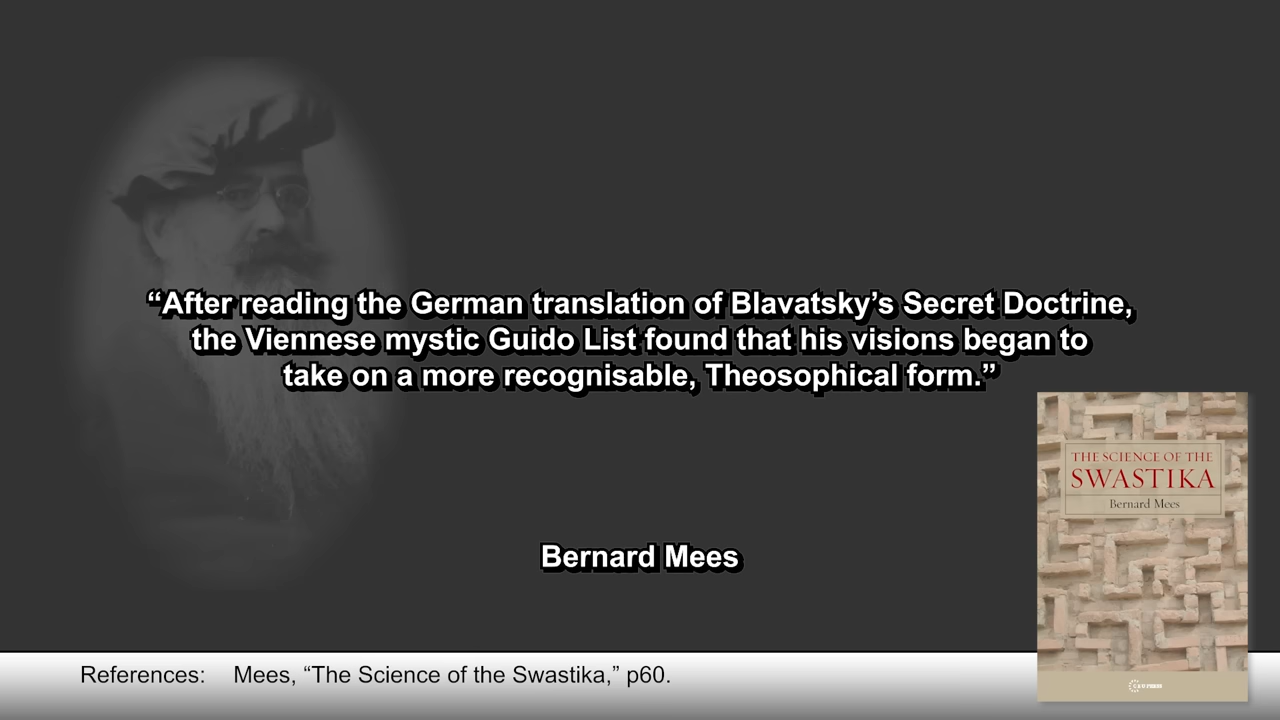 “After reading the German translation of Blavatsky’s Secret Doctrine,
the Viennese mystic Guido List found that his visions began to
take on a more recognisable, Theosophical form.”
THE SCIENCE OF THE
SWASTIKA
Bernard Mees
Bernard Mees
References: Mees, “The Science of the Swastika,” p60.